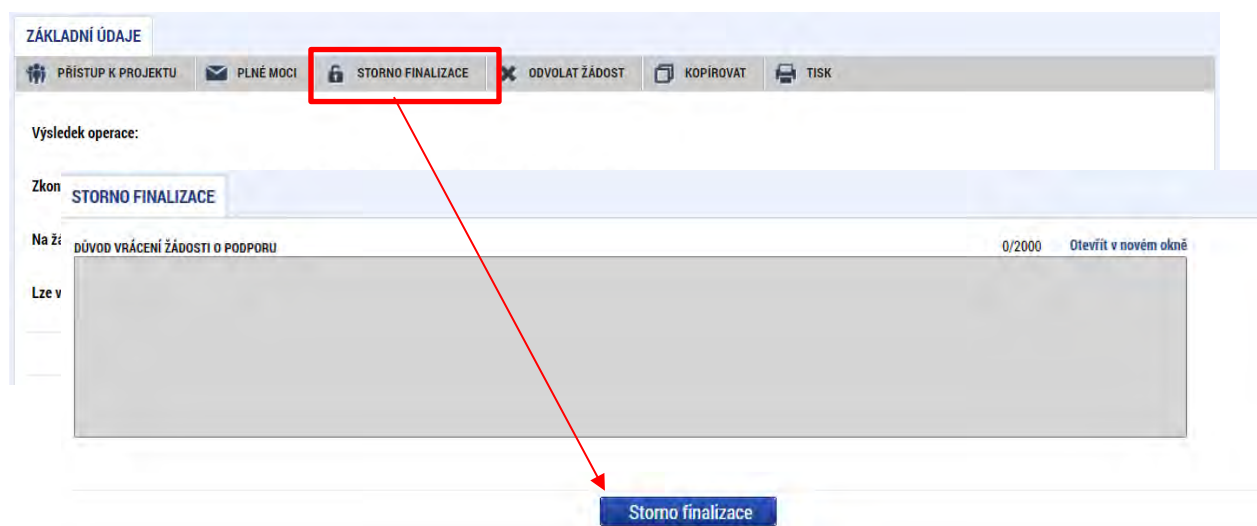 ZÁKLADNÍ ÚDAJE
PŘÍSTUP K PROJEKTU PLNÉ MOCI STORNO FINALIZACE ODVOLAT ŽÁDOST KOPÍROVAT TISK
Výsledek operace:
Zkon
STORNO FINALIZACE
Na žá
DŮVOD VRÁCENÍ ŽÁDOSTI O PODPORU 0/2000 Otevřít v novém okně
Lze v
Storno finalizace